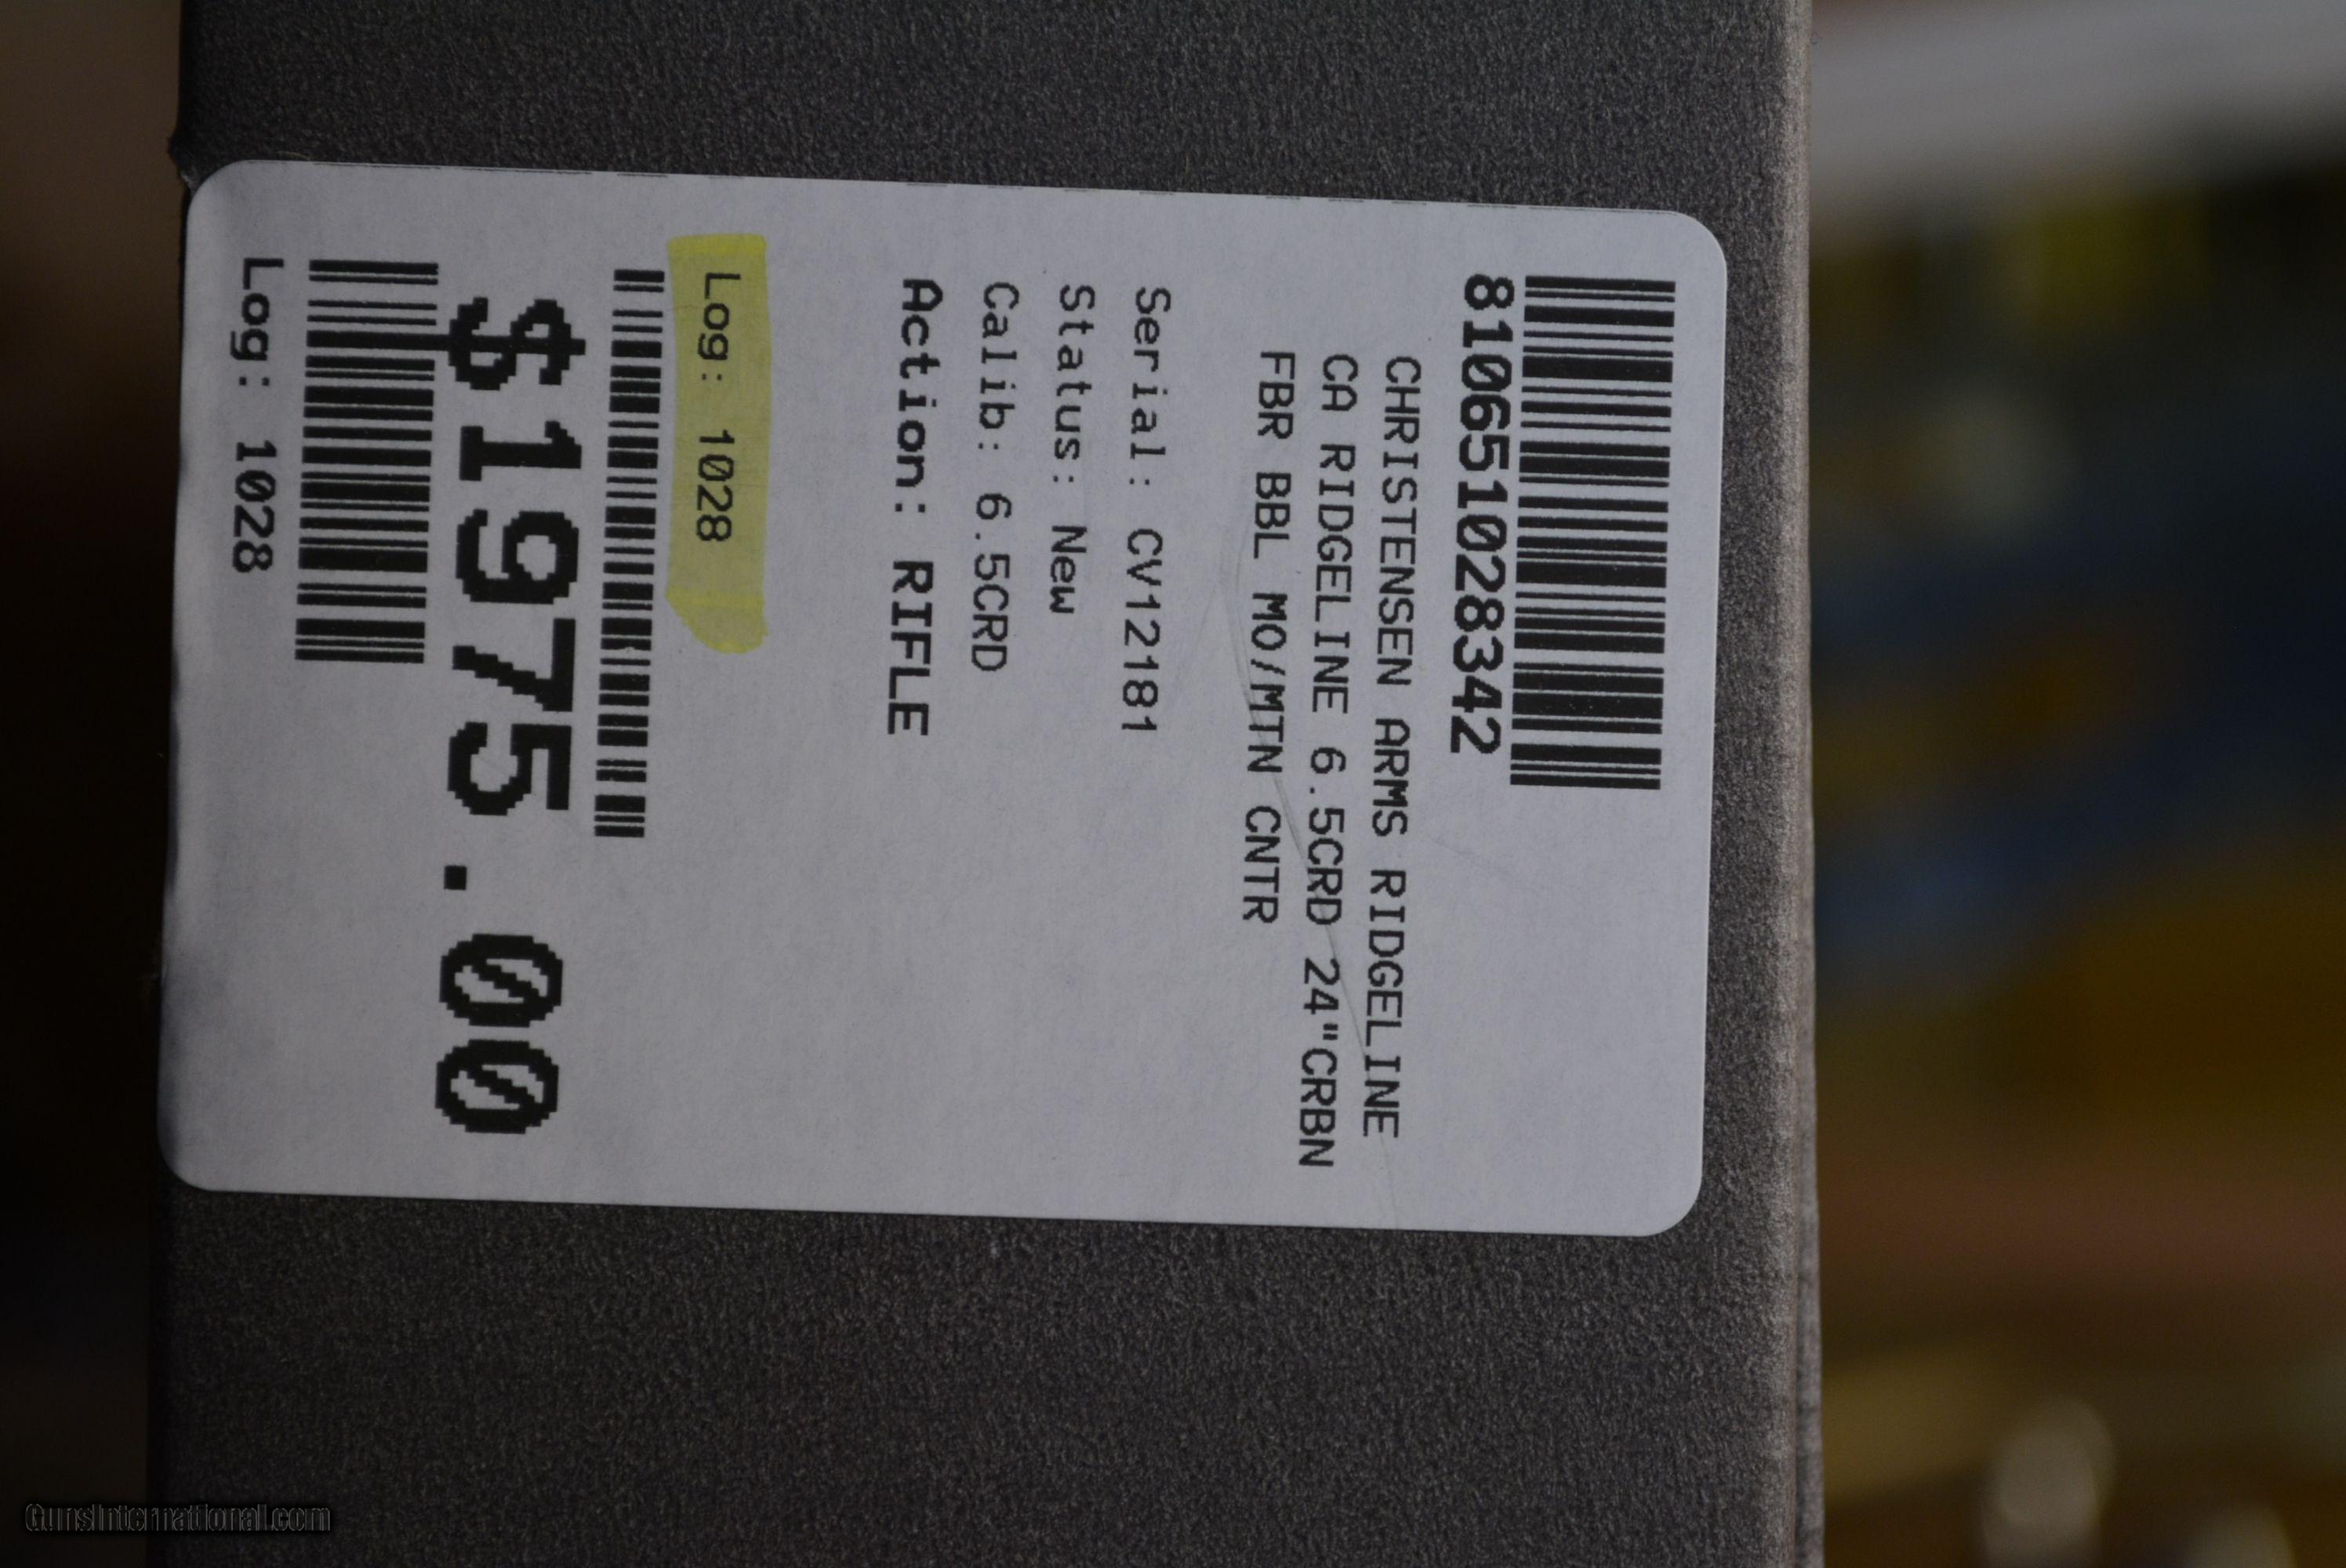 810651028342
CHRISTENSEN ARMS RIDGELINE
CA RIDGELINE 6.5CRD 24"CRBN
FBR BBL MO/MTN CNTR
Serial: CV12181
Status: New
Calib: 6.5CRD
Action: RIFLE
Log: 1028
$1975.00
Log: 1028
GunsInternational.com